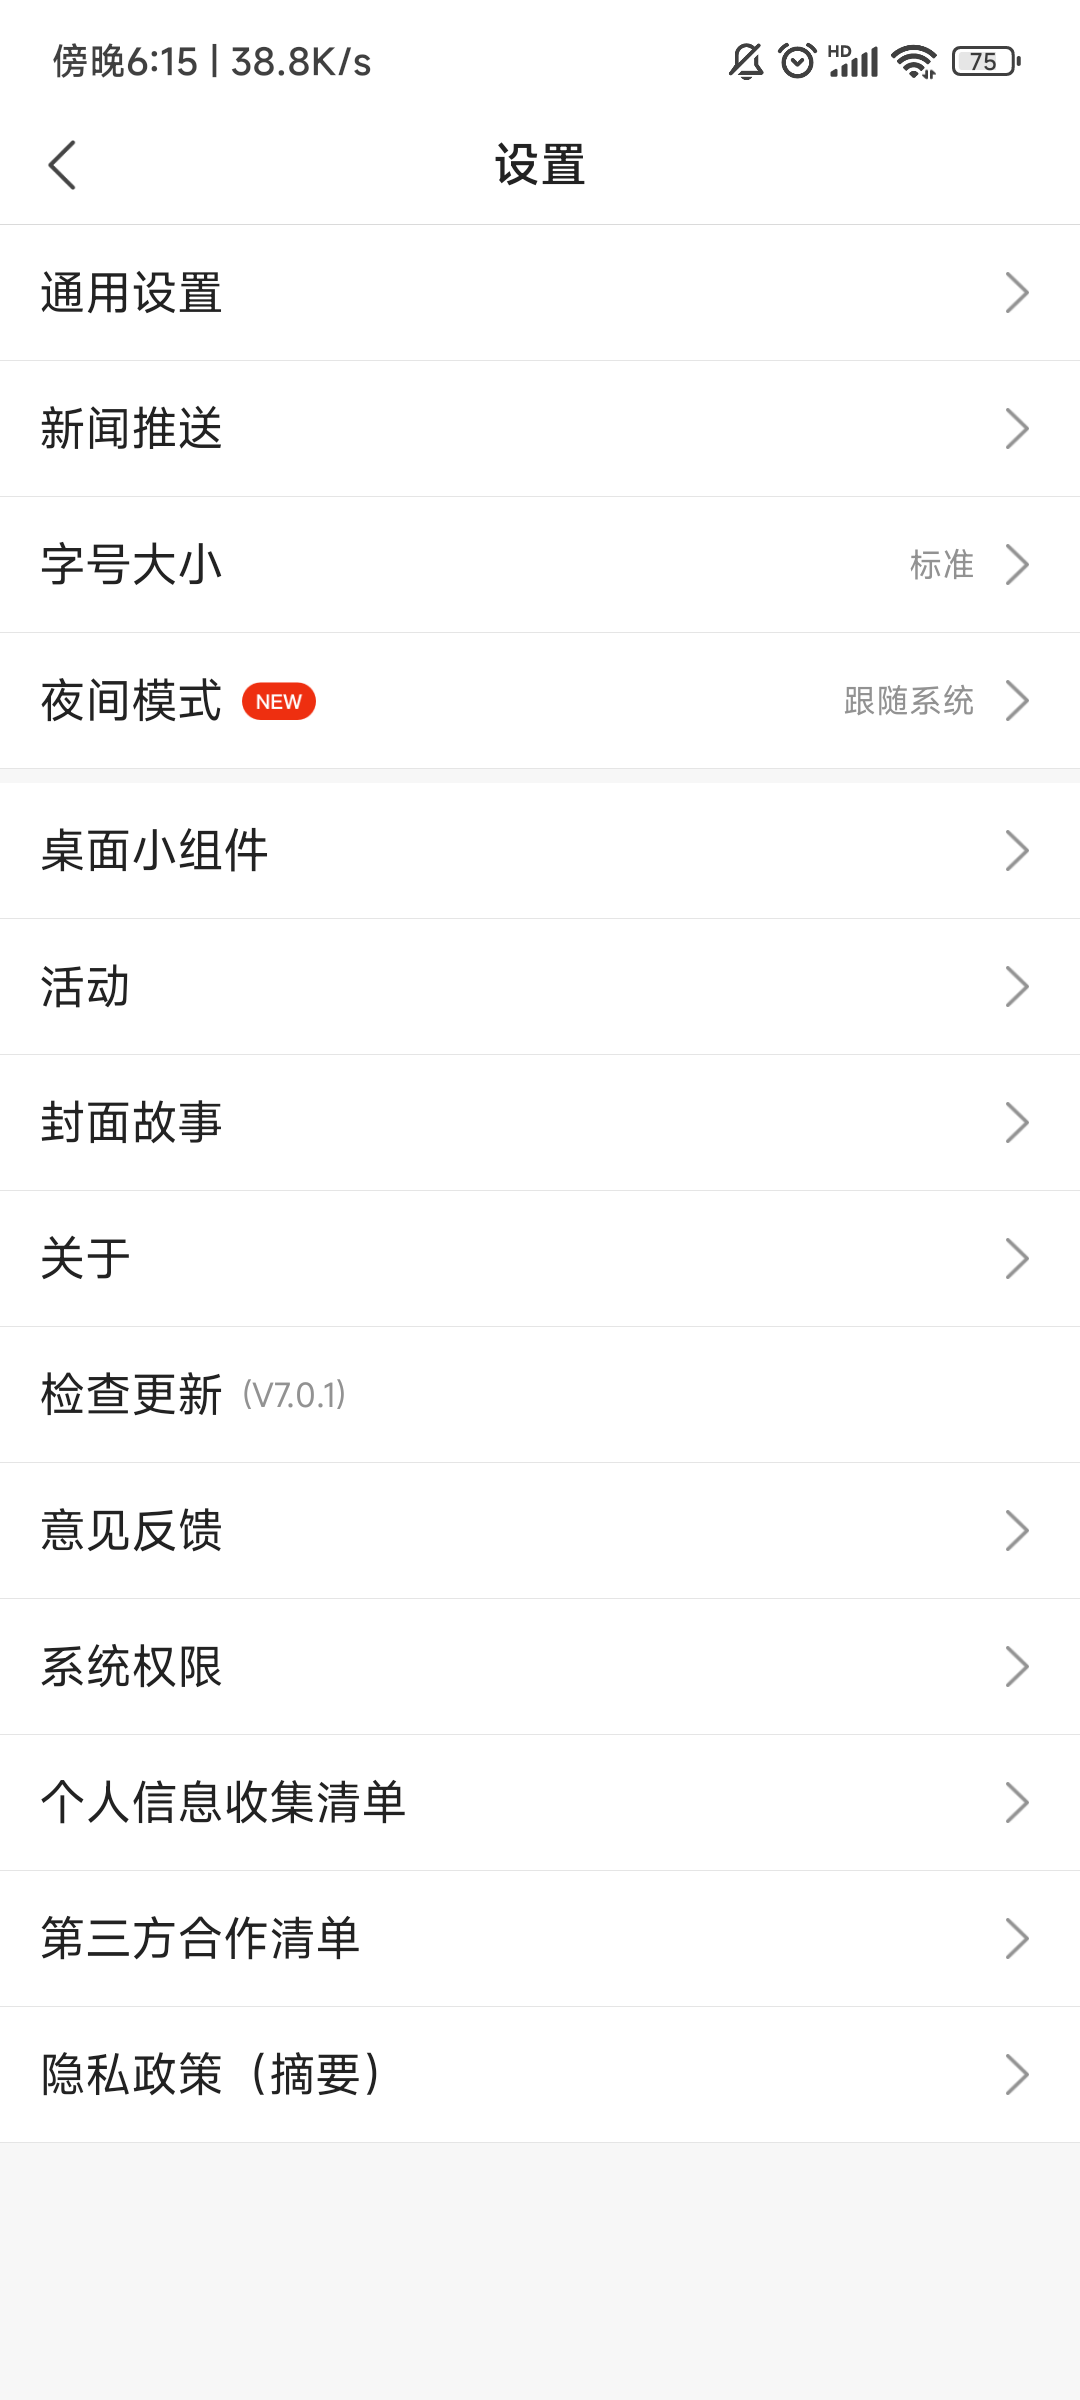 傍晚6:15 | 38.8K/s HD 75
设置
通用设置
新闻推送
字号大小 标准
夜间模式 NEW 跟随系统
桌面小组件
活动
封面故事
关于
检查更新 (V7.0.1)
意见反馈
系统权限
个人信息收集清单
第三方合作清单
隐私政策（摘要）